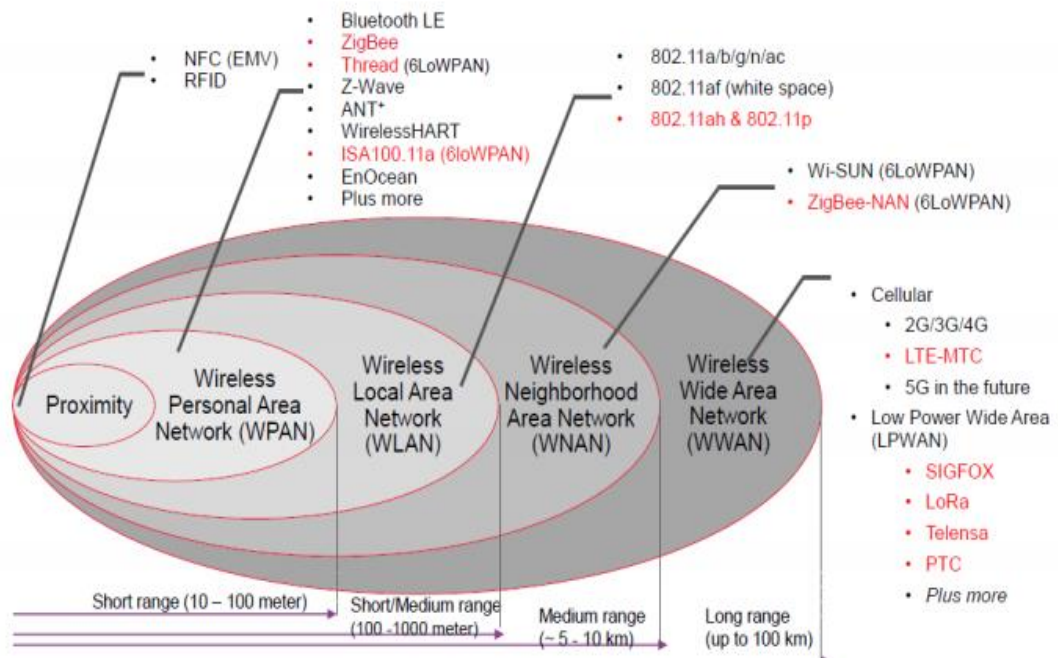 • NFC (EMV)
• RFID
• Bluetooth LE
• ZigBee
• Thread (6LoWPAN)
• Z-Wave
• ANT+
• WirelessHART
• ISA100.11a (6loWPAN)
• EnOcean
• Plus more
• 802.11a/b/g/n/ac
• 802.11af (white space)
• 802.11ah & 802.11p
• Wi-SUN (6LoWPAN)
• ZigBee-NAN (6LoWPAN)
• Cellular
• 2G/3G/4G
• LTE-MTC
• 5G in the future
• Low Power Wide Area
(LPWAN)
• SIGFOX
• LoRa
• Telensa
• PTC
• Plus more
Proximity
Wireless
Personal Area
Network (WPAN)
Wireless
Local Area
Network
(WLAN)
Wireless
Neighborhood
Area Network
(WNAN)
Wireless
Wide Area
Network
(WWAN)
Short range (10 – 100 meter)
Short/Medium range
(100 -1000 meter)
Medium range
(~ 5 - 10 km)
Long range
(up to 100 km)